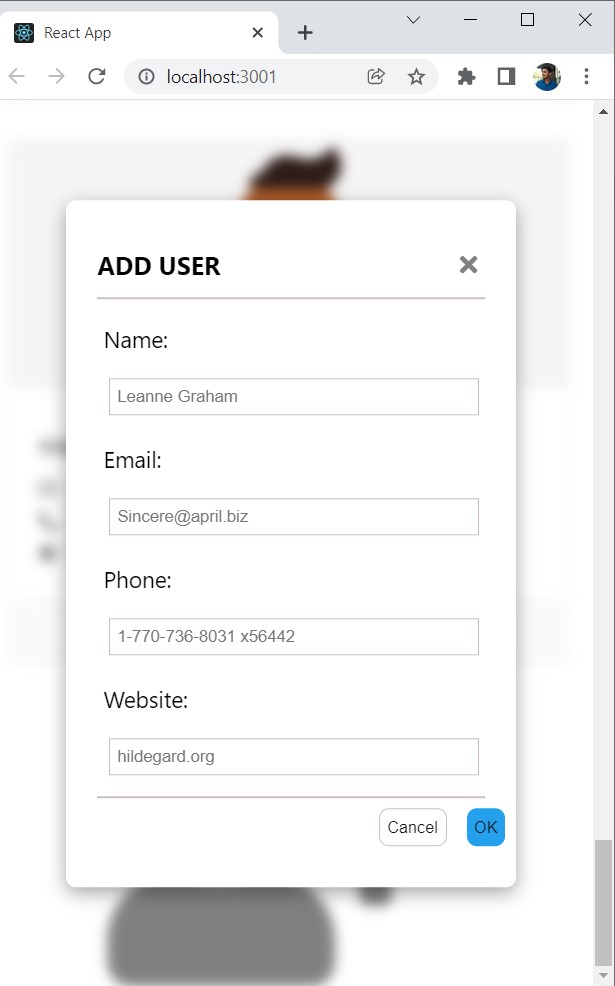 React App
localhost:3001
ADD USER
Name:
Leanne Graham
Email:
Sincere@april.biz
Phone:
1-770-736-8031 x56442
Website:
hildegard.org
Cancel OK